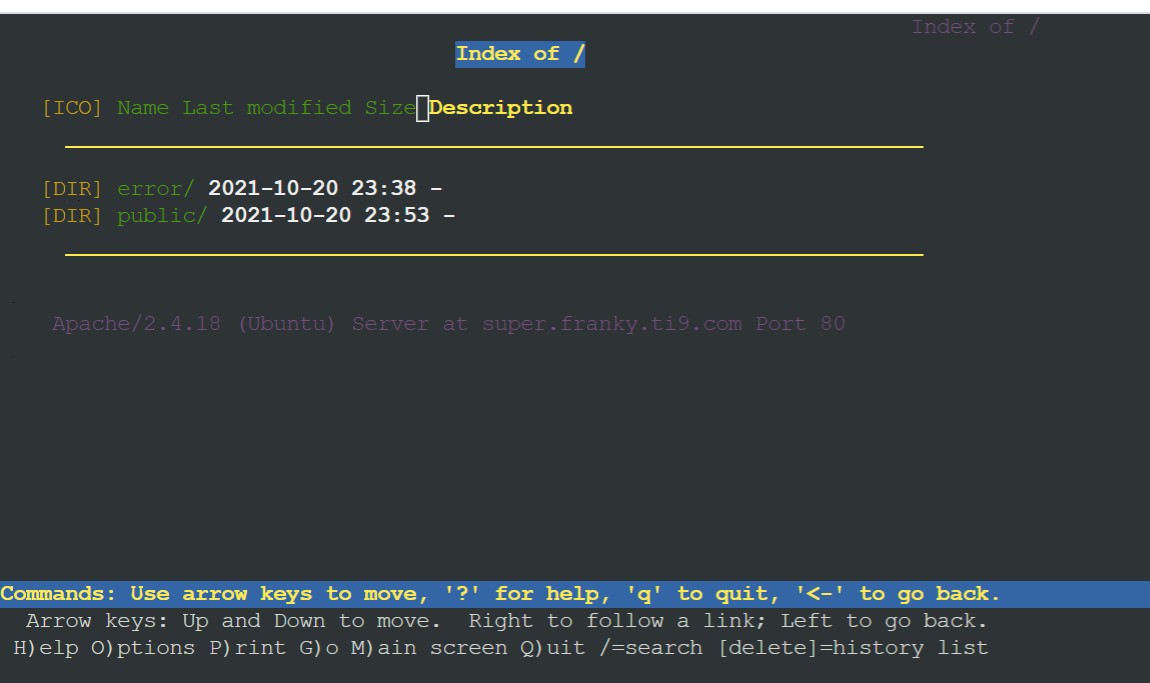 Index of /
Index of /
[ICO] Name Last modified Size Description
[DIR] error/ 2021-10-20 23:38 -
[DIR] public/ 2021-10-20 23:53 -
Apache/2.4.18 (Ubuntu) Server at super.franky.ti9.com Port 80
Commands: Use arrow keys to move, '?' for help, 'q' to quit, '<-' to go back.
Arrow keys: Up and Down to move. Right to follow a link; Left to go back.
H)elp O)ptions P)rint G)o M)ain screen Q)uit /=search [delete]=history list